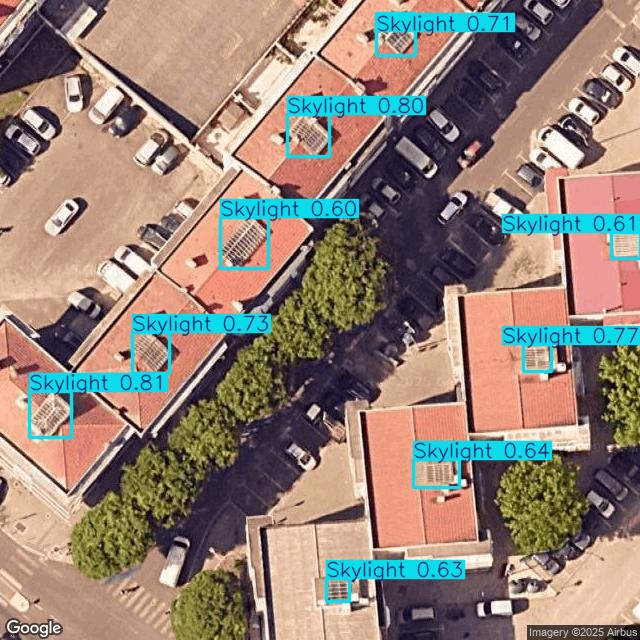 Skylight 0.71
Skylight 0.80
Skylight 0.60
Skylight 0.61
Skylight 0.73
Skylight 0.77
Skylight 0.81
Skylight 0.64
Skylight 0.63
Google
Imagery ©2025 Airbus